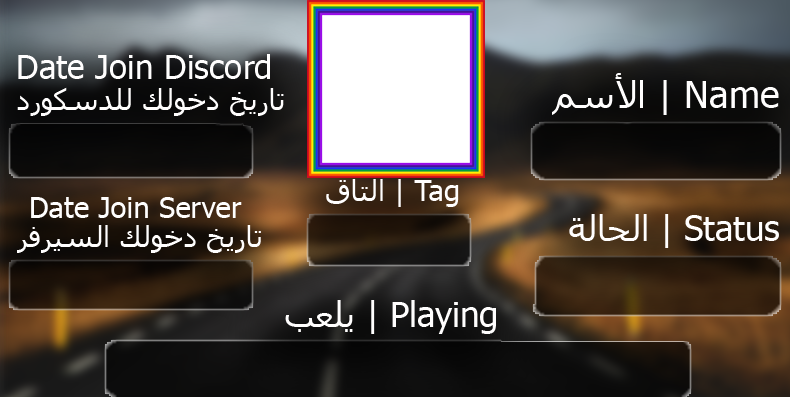 Date Join Discord
تاريخ دخولك للدسكورد
الأسم | Name
التاق | Tag
Date Join Server
تاريخ دخولك السيرفر
الحالة | Status
يلعب | Playing